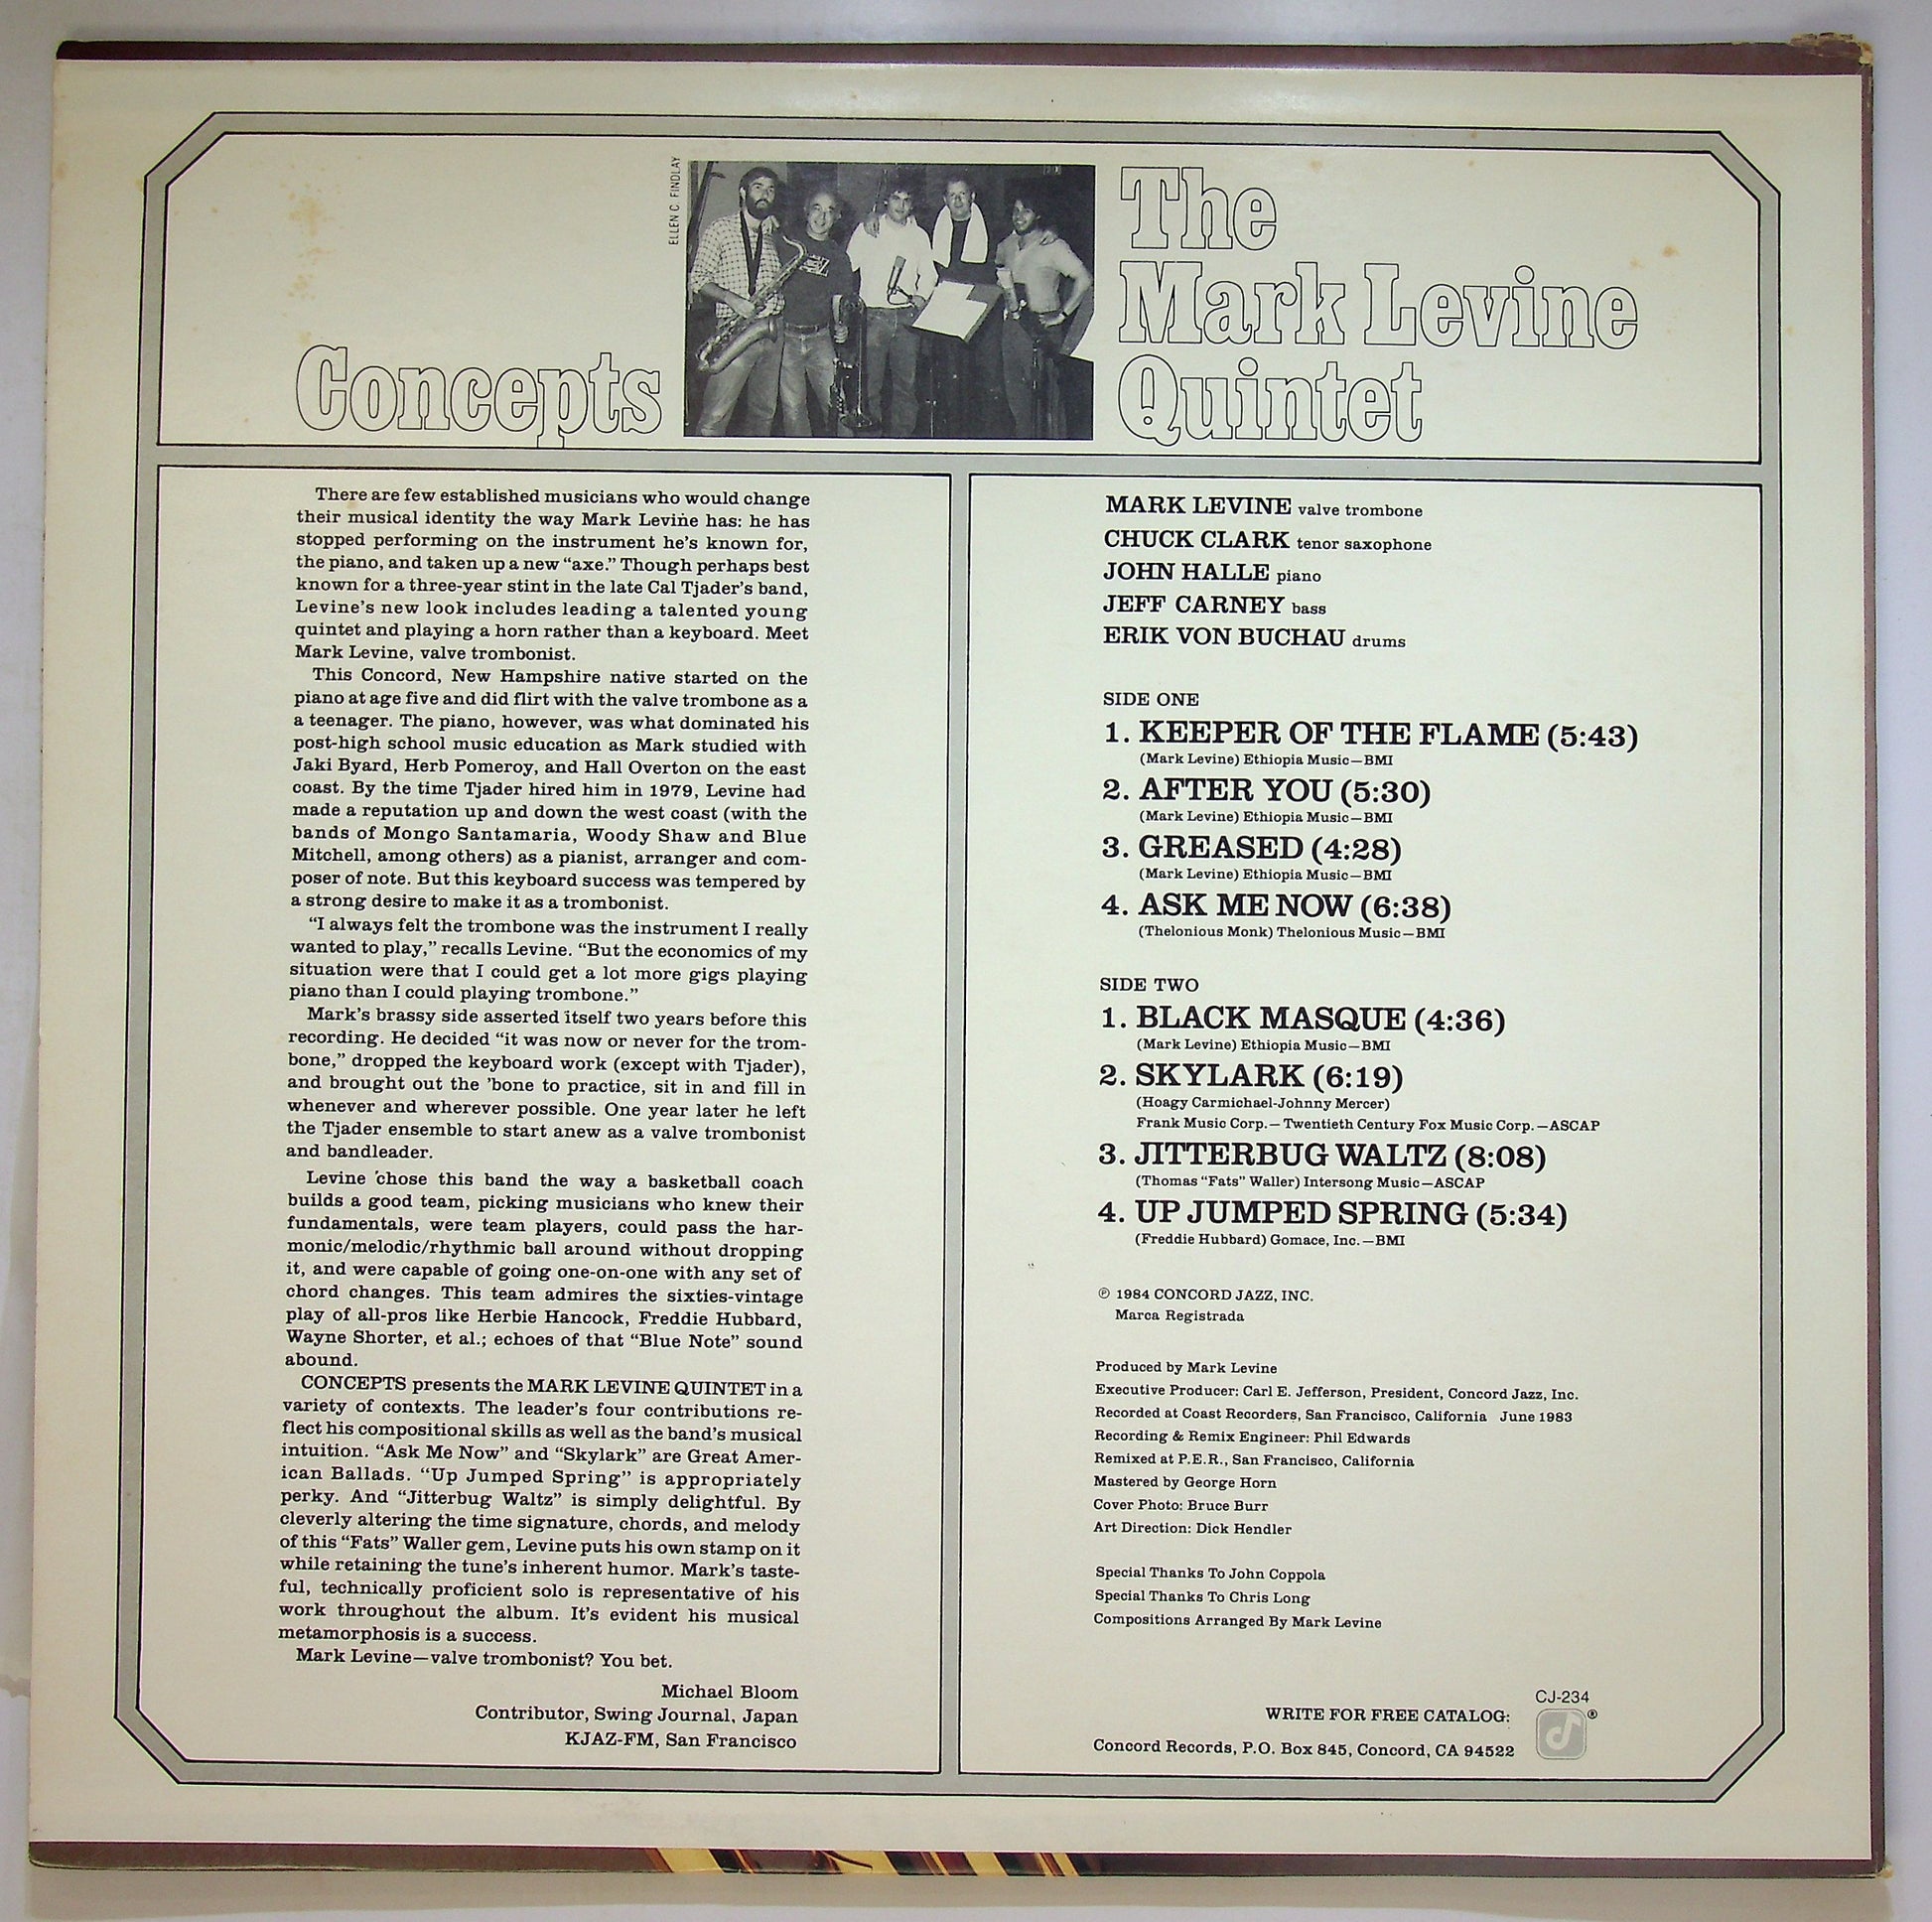 ELLEN C. FINDLAY
Concepts
The
Mark Levine
Quintet
There are few established musicians who would change
their musical identity the way Mark Levine has: he has
stopped performing on the instrument he's known for,
the piano, and taken up a new “axe.” Though perhaps best
known for a three-year stint in the late Cal Tjader's band,
Levine's new look includes leading a talented young
quintet and playing a horn rather than a keyboard. Meet
Mark Levine, valve trombonist.
This Concord, New Hampshire native started on the
piano at age five and did flirt with the valve trombone as a
a teenager. The piano, however, was what dominated his
post-high school music education as Mark studied with
Jaki Byard, Herb Pomeroy, and Hall Overton on the east
coast. By the time Tjader hired him in 1979, Levine had
made a reputation up and down the west coast (with the
bands of Mongo Santamaria, Woody Shaw and Blue
Mitchell, among others) as a pianist, arranger and com-
poser of note. But this keyboard success was tempered by
a strong desire to make it as a trombonist.
“I always felt the trombone was the instrument I really
wanted to play,” recalls Levine. “But the economics of my
situation were that I could get a lot more gigs playing
piano than I could playing trombone.”
Mark's brassy side asserted itself two years before this
recording. He decided “it was now or never for the trom-
bone,” dropped the keyboard work (except with Tjader),
and brought out the 'bone to practice, sit in and fill in
whenever and wherever possible. One year later he left
the Tjader ensemble to start anew as a valve trombonist
and bandleader.
Levine chose this band the way a basketball coach
builds a good team, picking musicians who knew their
fundamentals, were team players, could pass the har-
monic/melodic/rhythmic ball around without dropping
it, and were capable of going one-on-one with any set of
chord changes. This team admires the sixties-vintage
play of all-pros like Herbie Hancock, Freddie Hubbard,
Wayne Shorter, et al.; echoes of that “Blue Note” sound
abound.
CONCEPTS presents the MARK LEVINE QUINTET in a
variety of contexts. The leader's four contributions re-
flect his compositional skills as well as the band's musical
intuition. “Ask Me Now” and “Skylark” are Great Amer-
ican Ballads. “Up Jumped Spring” is appropriately
perky. And “Jitterbug Waltz” is simply delightful. By
cleverly altering the time signature, chords, and melody
of this “Fats” Waller gem, Levine puts his own stamp on it
while retaining the tune's inherent humor. Mark's taste-
ful, technically proficient solo is representative of his
work throughout the album. It's evident his musical
metamorphosis is a success.
Mark Levine—valve trombonist? You bet.
Michael Bloom
Contributor, Swing Journal, Japan
KJAZ-FM, San Francisco
MARK LEVINE valve trombone
CHUCK CLARK tenor saxophone
JOHN HALLE piano
JEFF CARNEY bass
ERIK VON BUCHAU drums
SIDE ONE
1. KEEPER OF THE FLAME (5:43)
(Mark Levine) Ethiopia Music—BMI
2. AFTER YOU (5:30)
(Mark Levine) Ethiopia Music—BMI
3. GREASED (4:28)
(Mark Levine) Ethiopia Music—BMI
4. ASK ME NOW (6:38)
(Thelonious Monk) Thelonious Music—BMI
SIDE TWO
1. BLACK MASQUE (4:36)
(Mark Levine) Ethiopia Music—BMI
2. SKYLARK (6:19)
(Hoagy Carmichael-Johnny Mercer)
Frank Music Corp.—Twentieth Century Fox Music Corp.—ASCAP
3. JITTERBUG WALTZ (8:08)
(Thomas “Fats” Waller) Intersong Music—ASCAP
4. UP JUMPED SPRING (5:34)
(Freddie Hubbard) Gomace, Inc.—BMI
℗ 1984 CONCORD JAZZ, INC.
Marca Registrada
Produced by Mark Levine
Executive Producer: Carl E. Jefferson, President, Concord Jazz, Inc.
Recorded at Coast Recorders, San Francisco, California June 1983
Recording & Remix Engineer: Phil Edwards
Remixed at P.E.R., San Francisco, California
Mastered by George Horn
Cover Photo: Bruce Burr
Art Direction: Dick Hendler
Special Thanks To John Coppola
Special Thanks To Chris Long
Compositions Arranged By Mark Levine
CJ-234
WRITE FOR FREE CATALOG:
®
Concord Records, P.O. Box 845, Concord, CA 94522